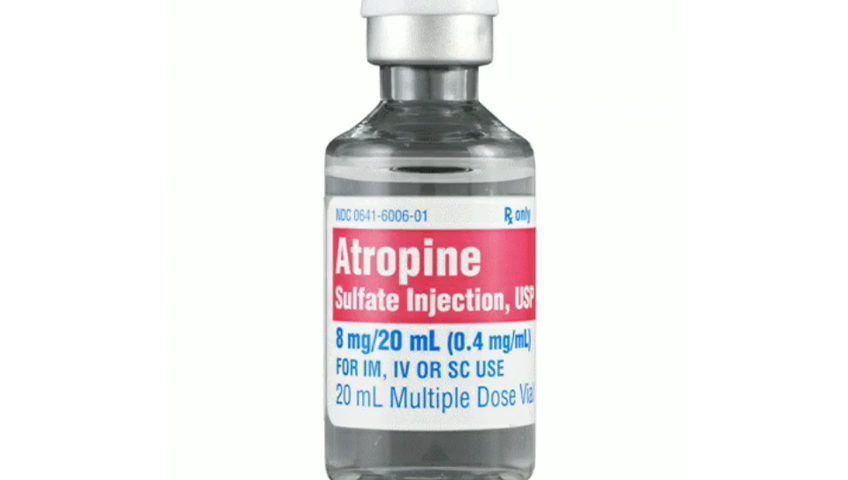 NDC 0641-6006-01 ℞ only
Atropine
Sulfate Injection, USP
8 mg/20 mL (0.4 mg/mL)
FOR IM, IV OR SC USE
20 mL Multiple Dose Vial